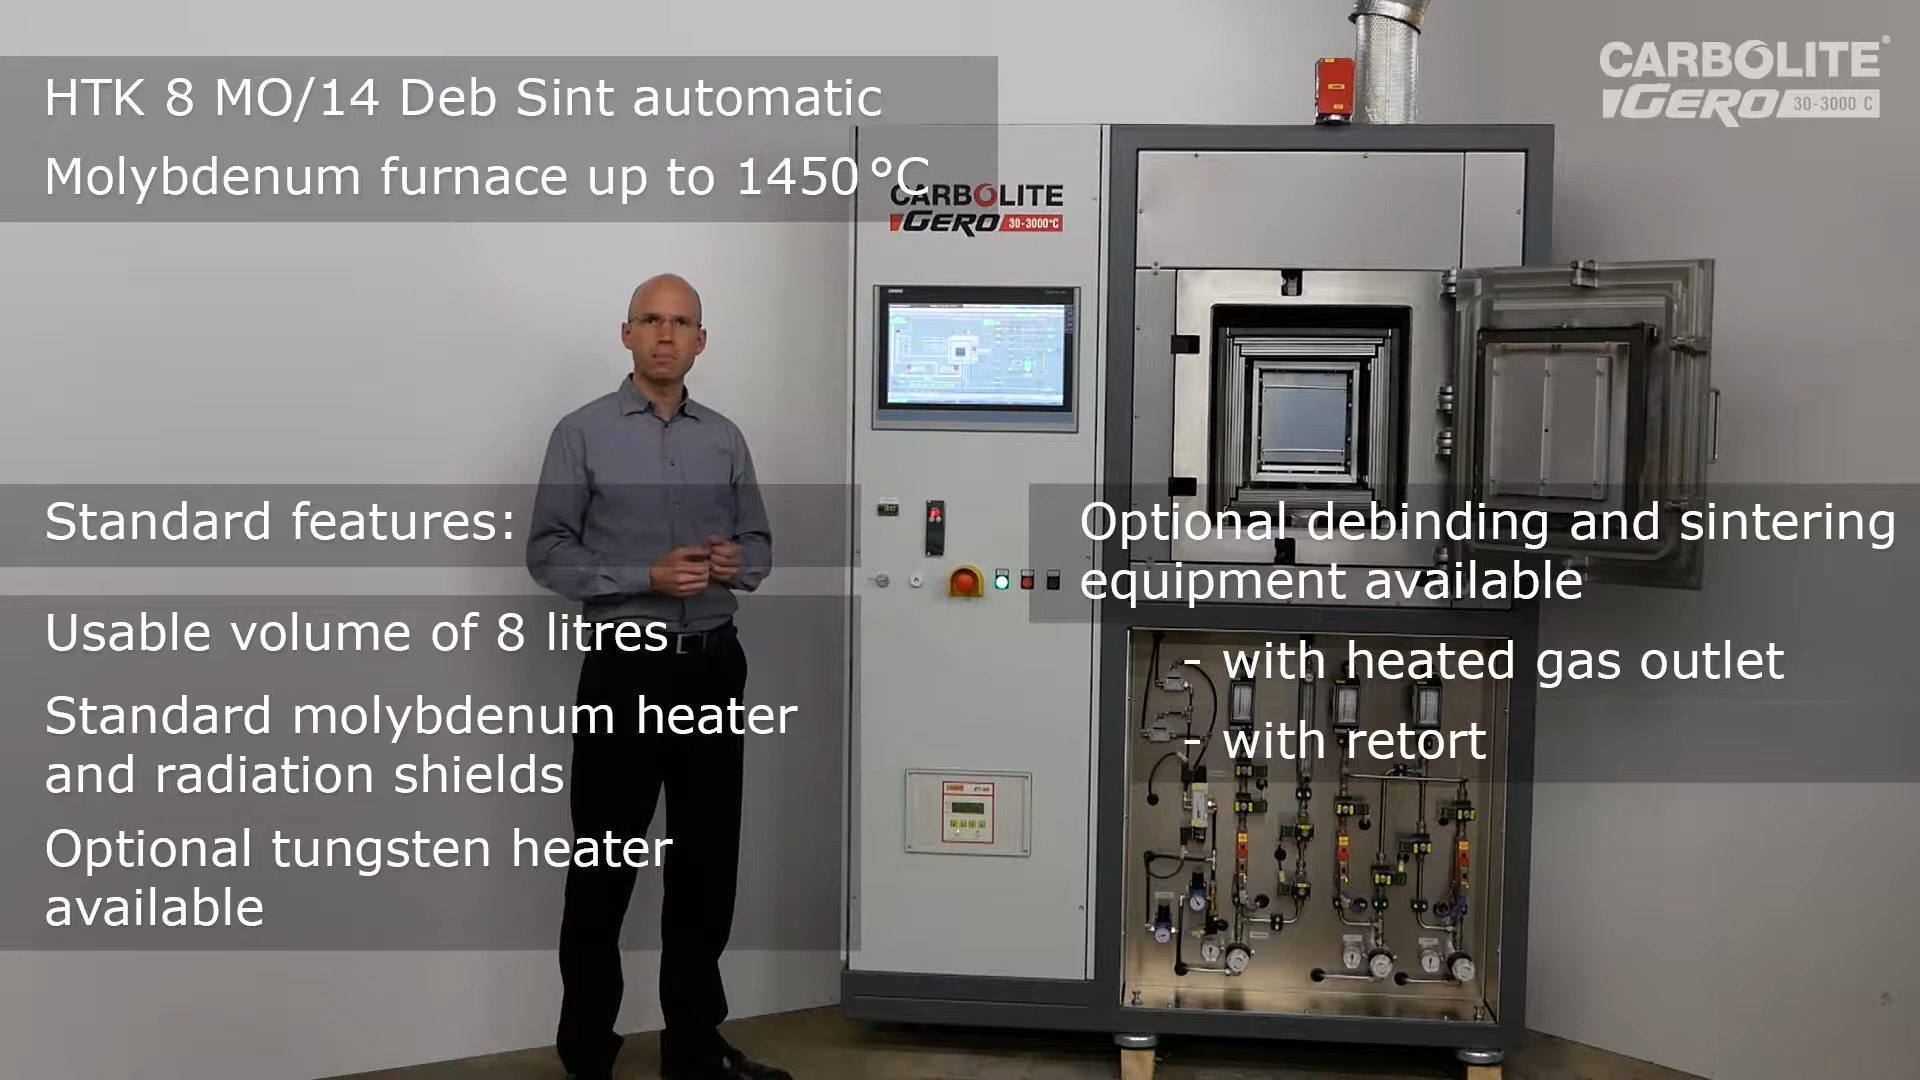 HTK 8 MO/14 Deb Sint automatic
Molybdenum furnace up to 1450 °C
CARBOLITE®
GERO 30-3000 °C
CARBOLITE
GERO 30-3000°C
Standard features:
Usable volume of 8 litres
Standard molybdenum heater
and radiation shields
Optional tungsten heater
available
Optional debinding and sintering
equipment available
- with heated gas outlet
- with retort